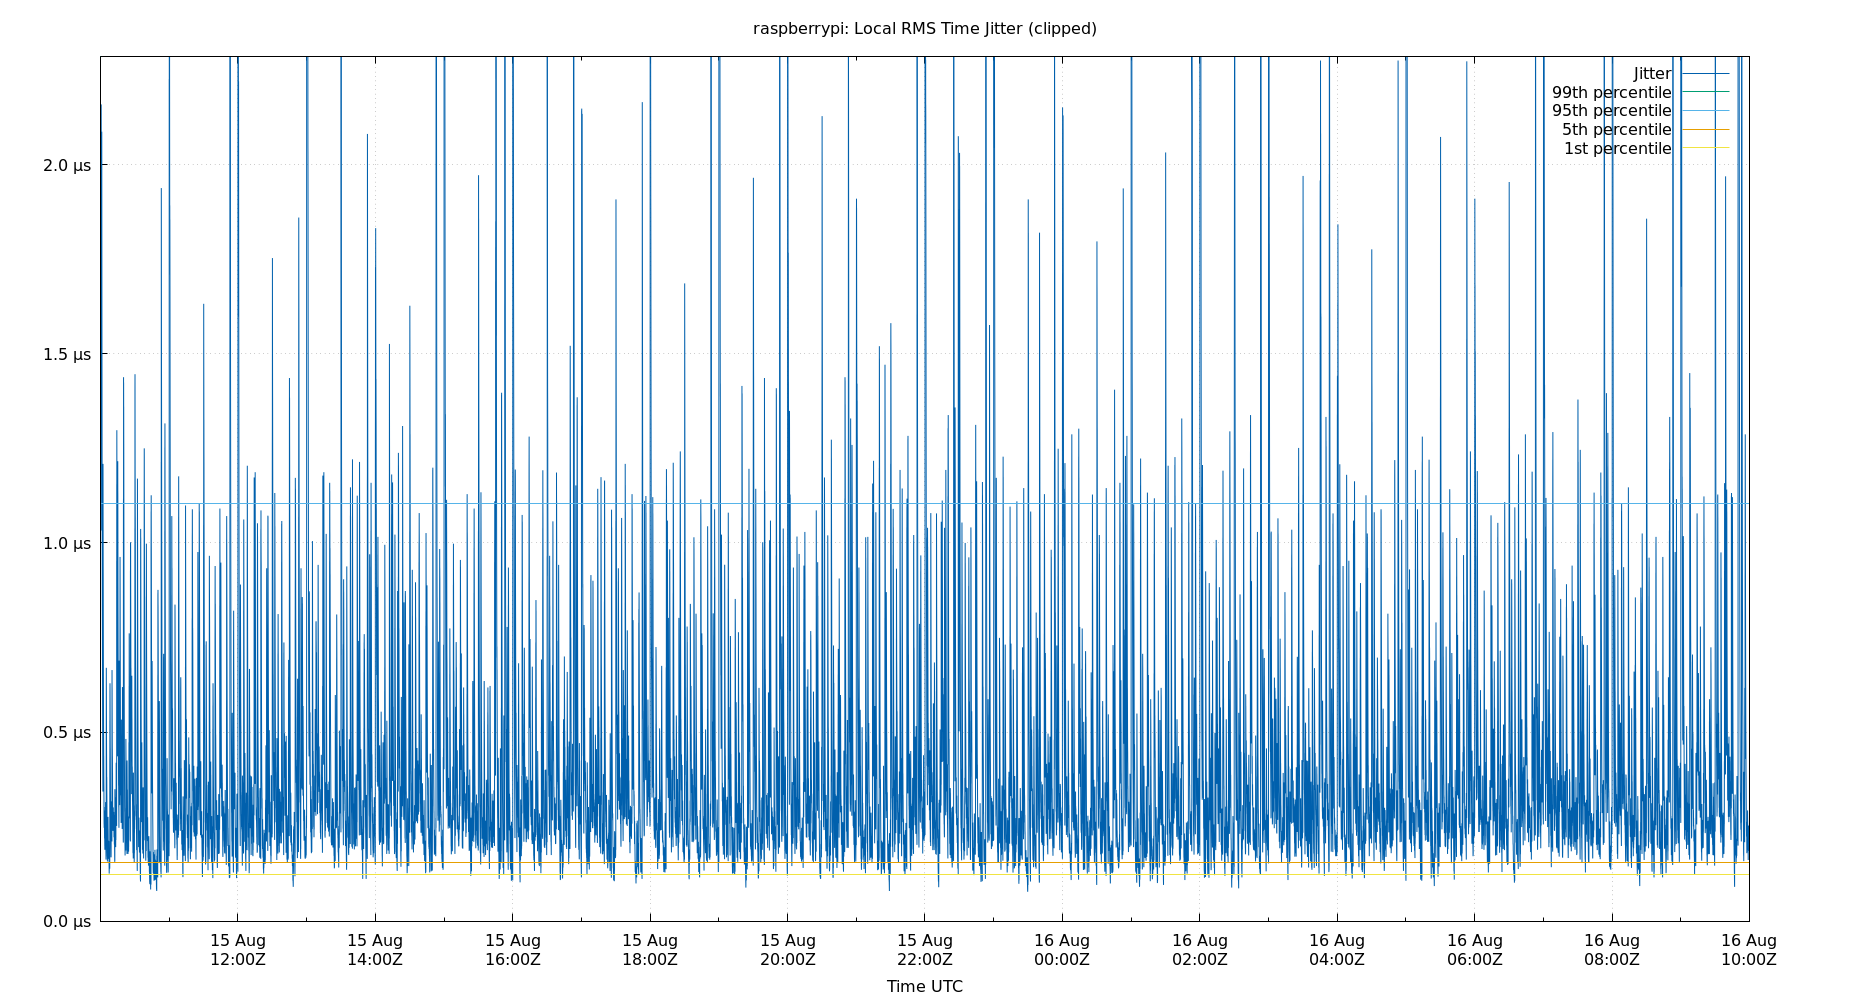 raspberrypi: Local RMS Time Jitter (clipped)
Jitter
99th percentile
95th percentile
5th percentile
1st percentile
2.0 µs
1.5 µs
1.0 µs
0.5 µs
0.0 µs
15 Aug 15 Aug 15 Aug 15 Aug 15 Aug 15 Aug 16 Aug 16 Aug 16 Aug 16 Aug 16 Aug 16 Aug
12:00Z 14:00Z 16:00Z 18:00Z 20:00Z 22:00Z 00:00Z 02:00Z 04:00Z 06:00Z 08:00Z 10:00Z
Time UTC